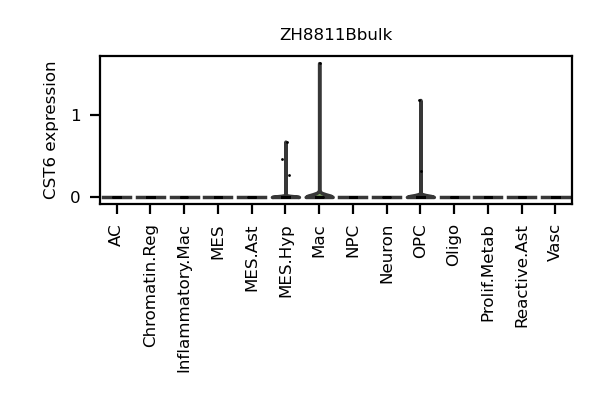 ZH8811Bbulk
CST6 expression
1
0
AC
Chromatin.Reg
Inflammatory.Mac
MES
MES.Ast
MES.Hyp
Mac
NPC
Neuron
OPC
Oligo
Prolif.Metab
Reactive.Ast
Vasc